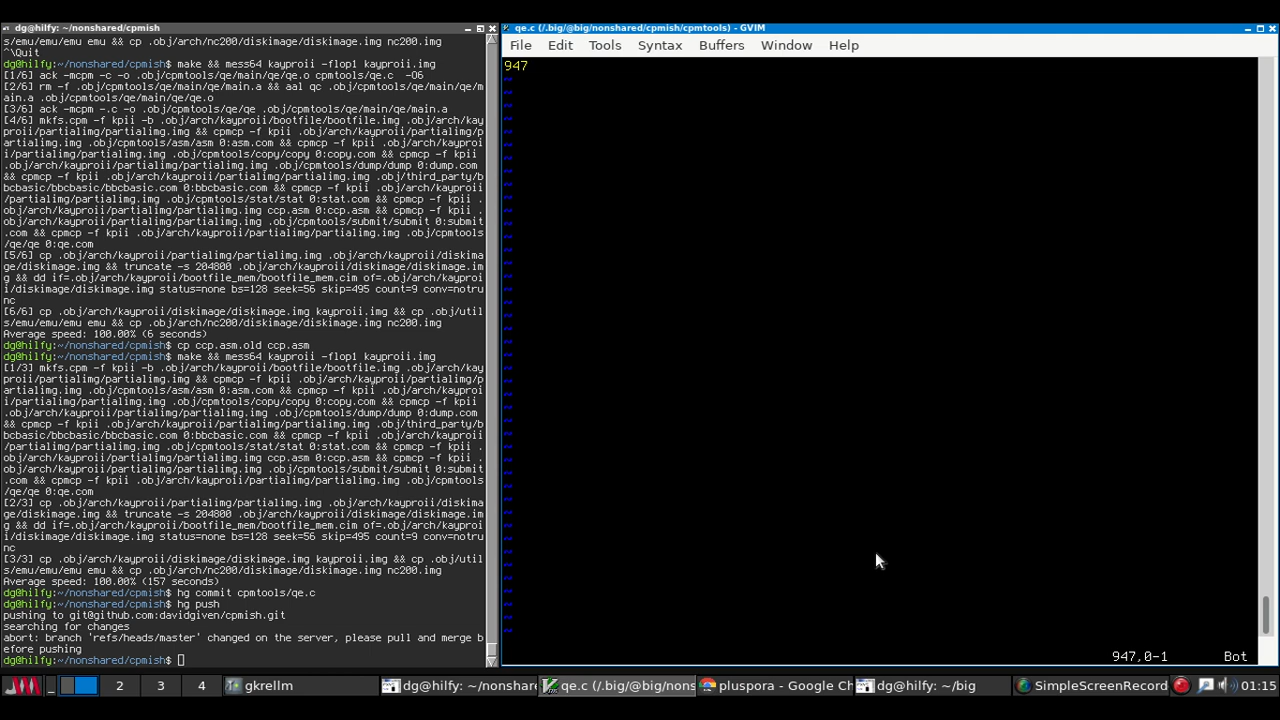 dg@hilfy: ~/nonshared/cpmish
s/emu/emu/emu emu && cp .obj/arch/nc200/diskimage/diskimage.img nc200.img
^\Quit
dg@hilfy:~/nonshared/cpmish$ make && mess64 kayproii -flop1 kayproii.img
[1/6] ack -mcpm -c -o .obj/cpmtools/qe/main/qe/qe.o cpmtools/qe.c -O6
[2/6] rm -f .obj/cpmtools/qe/main/qe/main.a && aal qc .obj/cpmtools/qe/main/qe/m
ain.a .obj/cpmtools/qe/main/qe/qe.o
[3/6] ack -mcpm -.c -o .obj/cpmtools/qe/qe .obj/cpmtools/qe/main/qe/main.a
[4/6] mkfs.cpm -f kpii -b .obj/arch/kayproii/bootfile/bootfile.img .obj/arch/kay
proii/partialimg/partialimg.img && cpmcp -f kpii .obj/arch/kayproii/partialimg/p
artialimg.img .obj/cpmtools/asm/asm 0:asm.com && cpmcp -f kpii .obj/arch/kayproi
i/partialimg/partialimg.img .obj/cpmtools/copy/copy 0:copy.com && cpmcp -f kpii
.obj/arch/kayproii/partialimg/partialimg.img .obj/cpmtools/dump/dump 0:dump.com
&& cpmcp -f kpii .obj/arch/kayproii/partialimg/partialimg.img .obj/third_party/b
bcbasic/bbcbasic/bbcbasic.com 0:bbcbasic.com && cpmcp -f kpii .obj/arch/kayproii
/partialimg/partialimg.img .obj/cpmtools/stat/stat 0:stat.com && cpmcp -f kpii .
obj/arch/kayproii/partialimg/partialimg.img ccp.asm 0:ccp.asm && cpmcp -f kpii .
obj/arch/kayproii/partialimg/partialimg.img .obj/cpmtools/submit/submit 0:submit
.com && cpmcp -f kpii .obj/arch/kayproii/partialimg/partialimg.img .obj/cpmtools
/qe/qe 0:qe.com
[5/6] cp .obj/arch/kayproii/partialimg/partialimg.img .obj/arch/kayproii/diskima
ge/diskimage.img && truncate -s 204800 .obj/arch/kayproii/diskimage/diskimage.im
g && dd if=.obj/arch/kayproii/bootfile_mem/bootfile_mem.cim of=.obj/arch/kayproi
i/diskimage/diskimage.img status=none bs=128 seek=56 skip=495 count=9 conv=notru
nc
[6/6] cp .obj/arch/kayproii/diskimage/diskimage.img kayproii.img && cp .obj/util
s/emu/emu/emu emu && cp .obj/arch/nc200/diskimage/diskimage.img nc200.img
Average speed: 100.00% (6 seconds)
dg@hilfy:~/nonshared/cpmish$ cp ccp.asm.old ccp.asm
dg@hilfy:~/nonshared/cpmish$ make && mess64 kayproii -flop1 kayproii.img
[1/3] mkfs.cpm -f kpii -b .obj/arch/kayproii/bootfile/bootfile.img .obj/arch/kay
proii/partialimg/partialimg.img && cpmcp -f kpii .obj/arch/kayproii/partialimg/p
artialimg.img .obj/cpmtools/asm/asm 0:asm.com && cpmcp -f kpii .obj/arch/kayproi
i/partialimg/partialimg.img .obj/cpmtools/copy/copy 0:copy.com && cpmcp -f kpii
.obj/arch/kayproii/partialimg/partialimg.img .obj/cpmtools/dump/dump 0:dump.com
&& cpmcp -f kpii .obj/arch/kayproii/partialimg/partialimg.img .obj/third_party/b
bcbasic/bbcbasic/bbcbasic.com 0:bbcbasic.com && cpmcp -f kpii .obj/arch/kayproii
/partialimg/partialimg.img .obj/cpmtools/stat/stat 0:stat.com && cpmcp -f kpii .
obj/arch/kayproii/partialimg/partialimg.img ccp.asm 0:ccp.asm && cpmcp -f kpii .
obj/arch/kayproii/partialimg/partialimg.img .obj/cpmtools/submit/submit 0:submit
.com && cpmcp -f kpii .obj/arch/kayproii/partialimg/partialimg.img .obj/cpmtools
/qe/qe 0:qe.com
[2/3] cp .obj/arch/kayproii/partialimg/partialimg.img .obj/arch/kayproii/diskima
ge/diskimage.img && truncate -s 204800 .obj/arch/kayproii/diskimage/diskimage.im
g && dd if=.obj/arch/kayproii/bootfile_mem/bootfile_mem.cim of=.obj/arch/kayproi
i/diskimage/diskimage.img status=none bs=128 seek=56 skip=495 count=9 conv=notru
nc
[3/3] cp .obj/arch/kayproii/diskimage/diskimage.img kayproii.img && cp .obj/util
s/emu/emu/emu emu && cp .obj/arch/nc200/diskimage/diskimage.img nc200.img
Average speed: 100.00% (157 seconds)
dg@hilfy:~/nonshared/cpmish$ hg commit cpmtools/qe.c
dg@hilfy:~/nonshared/cpmish$ hg push
pushing to git@github.com:davidgiven/cpmish.git
searching for changes
abort: branch 'refs/heads/master' changed on the server, please pull and merge b
efore pushing
dg@hilfy:~/nonshared/cpmish$
qe.c (/.big/@big/nonshared/cpmish/cpmtools) - GVIM
File Edit Tools Syntax Buffers Window Help
947
947,0-1 Bot
2 3 4 gkrellm dg@hilfy: ~/nonshare qe.c (/.big/@big/nons pluspora - Google Ch dg@hilfy: ~/big SimpleScreenRecord 01:15